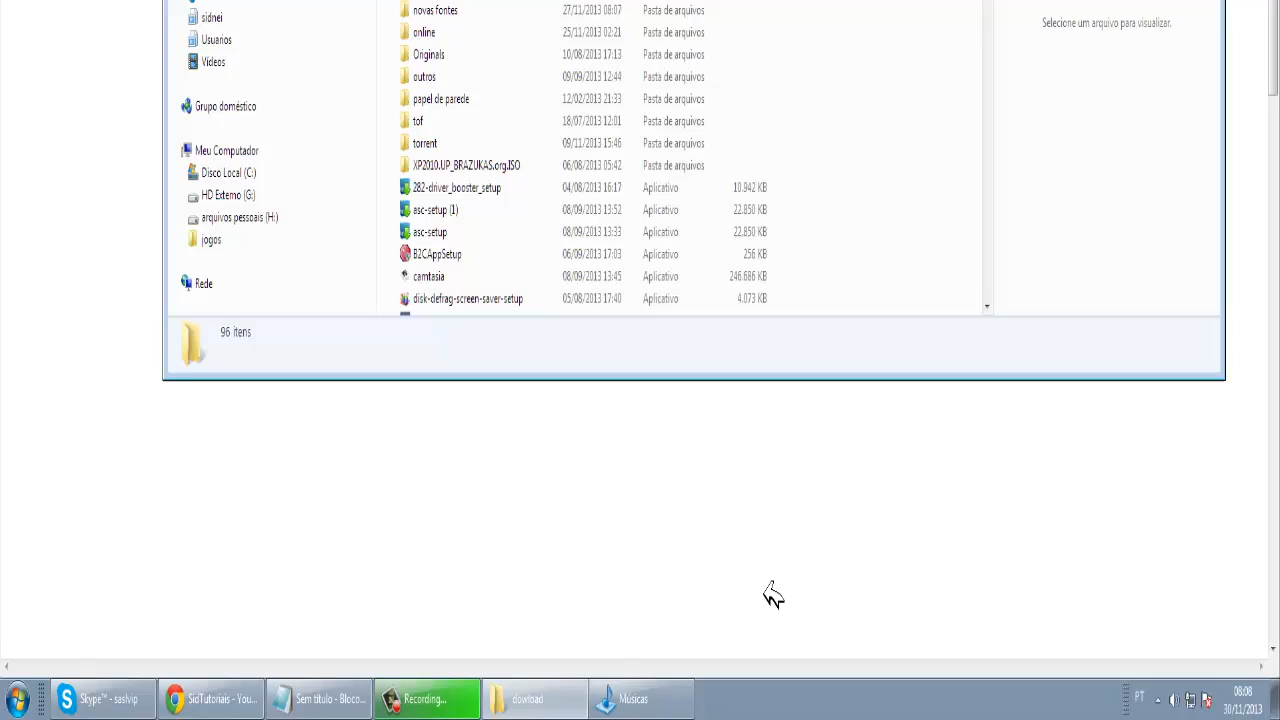 sidnei
Usuarios
Vídeos
Grupo doméstico
Meu Computador
Disco Local (C:)
HD Externo (G:)
arquivos pessoais (H:)
jogos
Rede
novas fontes 27/11/2013 08:07 Pasta de arquivos
online 25/11/2013 02:21 Pasta de arquivos
Originals 10/08/2013 17:13 Pasta de arquivos
outros 09/09/2013 12:44 Pasta de arquivos
papel de parede 12/02/2013 21:33 Pasta de arquivos
tof 18/07/2013 12:01 Pasta de arquivos
torrent 09/11/2013 15:46 Pasta de arquivos
XP2010.UP_BRAZUKAS.org.ISO 06/08/2013 05:42 Pasta de arquivos
282-driver_booster_setup 04/08/2013 16:17 Aplicativo 10.942 KB
asc-setup (1) 08/09/2013 13:52 Aplicativo 22.850 KB
asc-setup 08/09/2013 13:33 Aplicativo 22.850 KB
B2CAppSetup 06/09/2013 17:03 Aplicativo 256 KB
camtasia 08/09/2013 13:45 Aplicativo 246.686 KB
disk-defrag-screen-saver-setup 05/08/2013 17:40 Aplicativo 4.073 KB
Selecione um arquivo para visualizar.
96 itens
Skype™ - saslvip
SidTutoriais - You...
Sem título - Bloco...
Recording...
dowload
Músicas
PT
08:08
30/11/2013